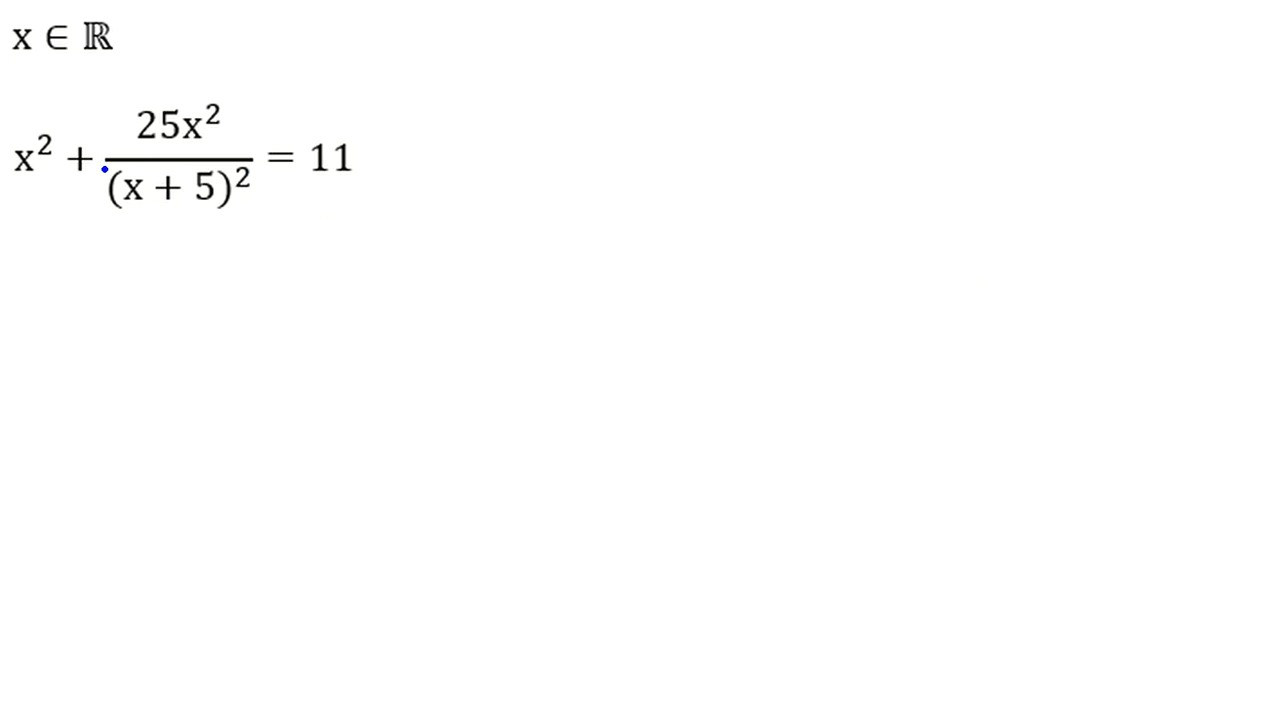 x ∈ ℝ
x² + 25x² / (x + 5)² = 11